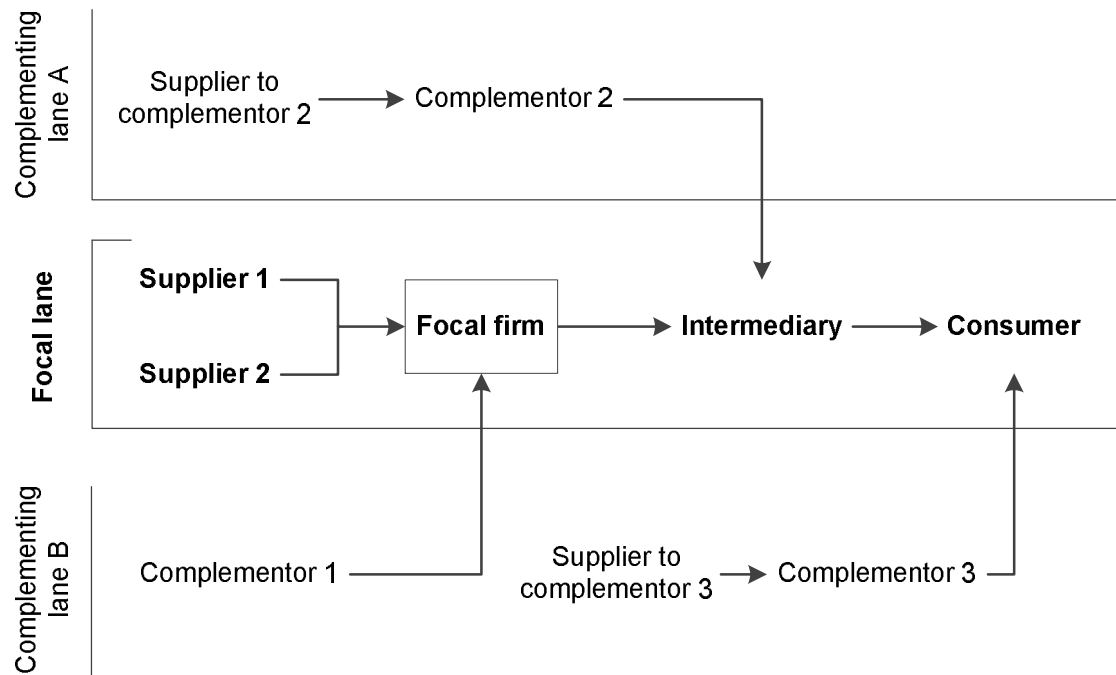 Complementing
lane A
Supplier to
complementor 2
Complementor 2
Focal lane
Supplier 1
Supplier 2
Focal firm
Intermediary
Consumer
Complementing
lane B
Complementor 1
Supplier to
complementor 3
Complementor 3